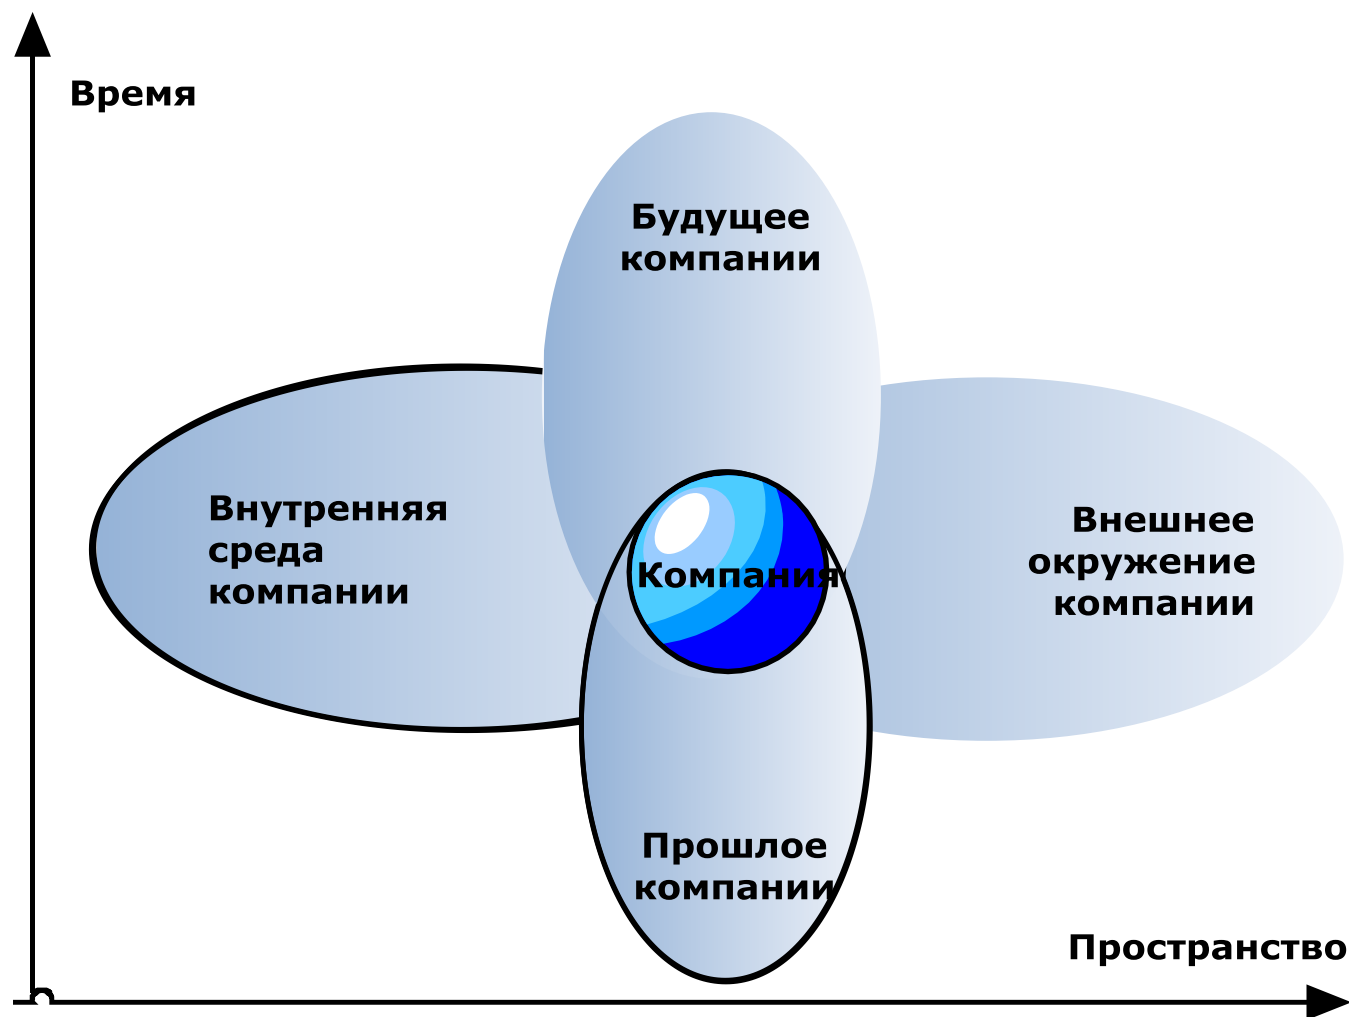 Время
Будущее
компании
Внутренняя
среда
компании
Внешнее
окружение
компании
Компания
Прошлое
компании
Пространство